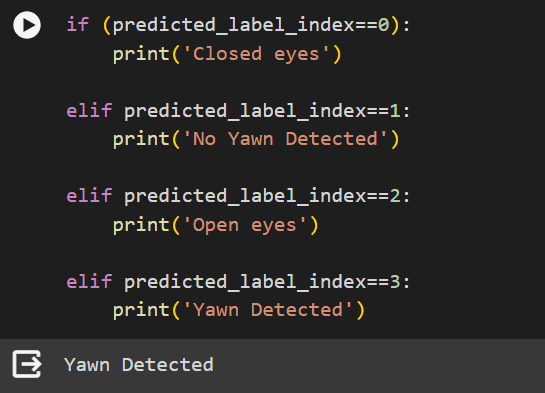 if (predicted_label_index==0):
    print('Closed eyes')
elif predicted_label_index==1:
    print('No Yawn Detected')
elif predicted_label_index==2:
    print('Open eyes')
elif predicted_label_index==3:
    print('Yawn Detected')
Yawn Detected